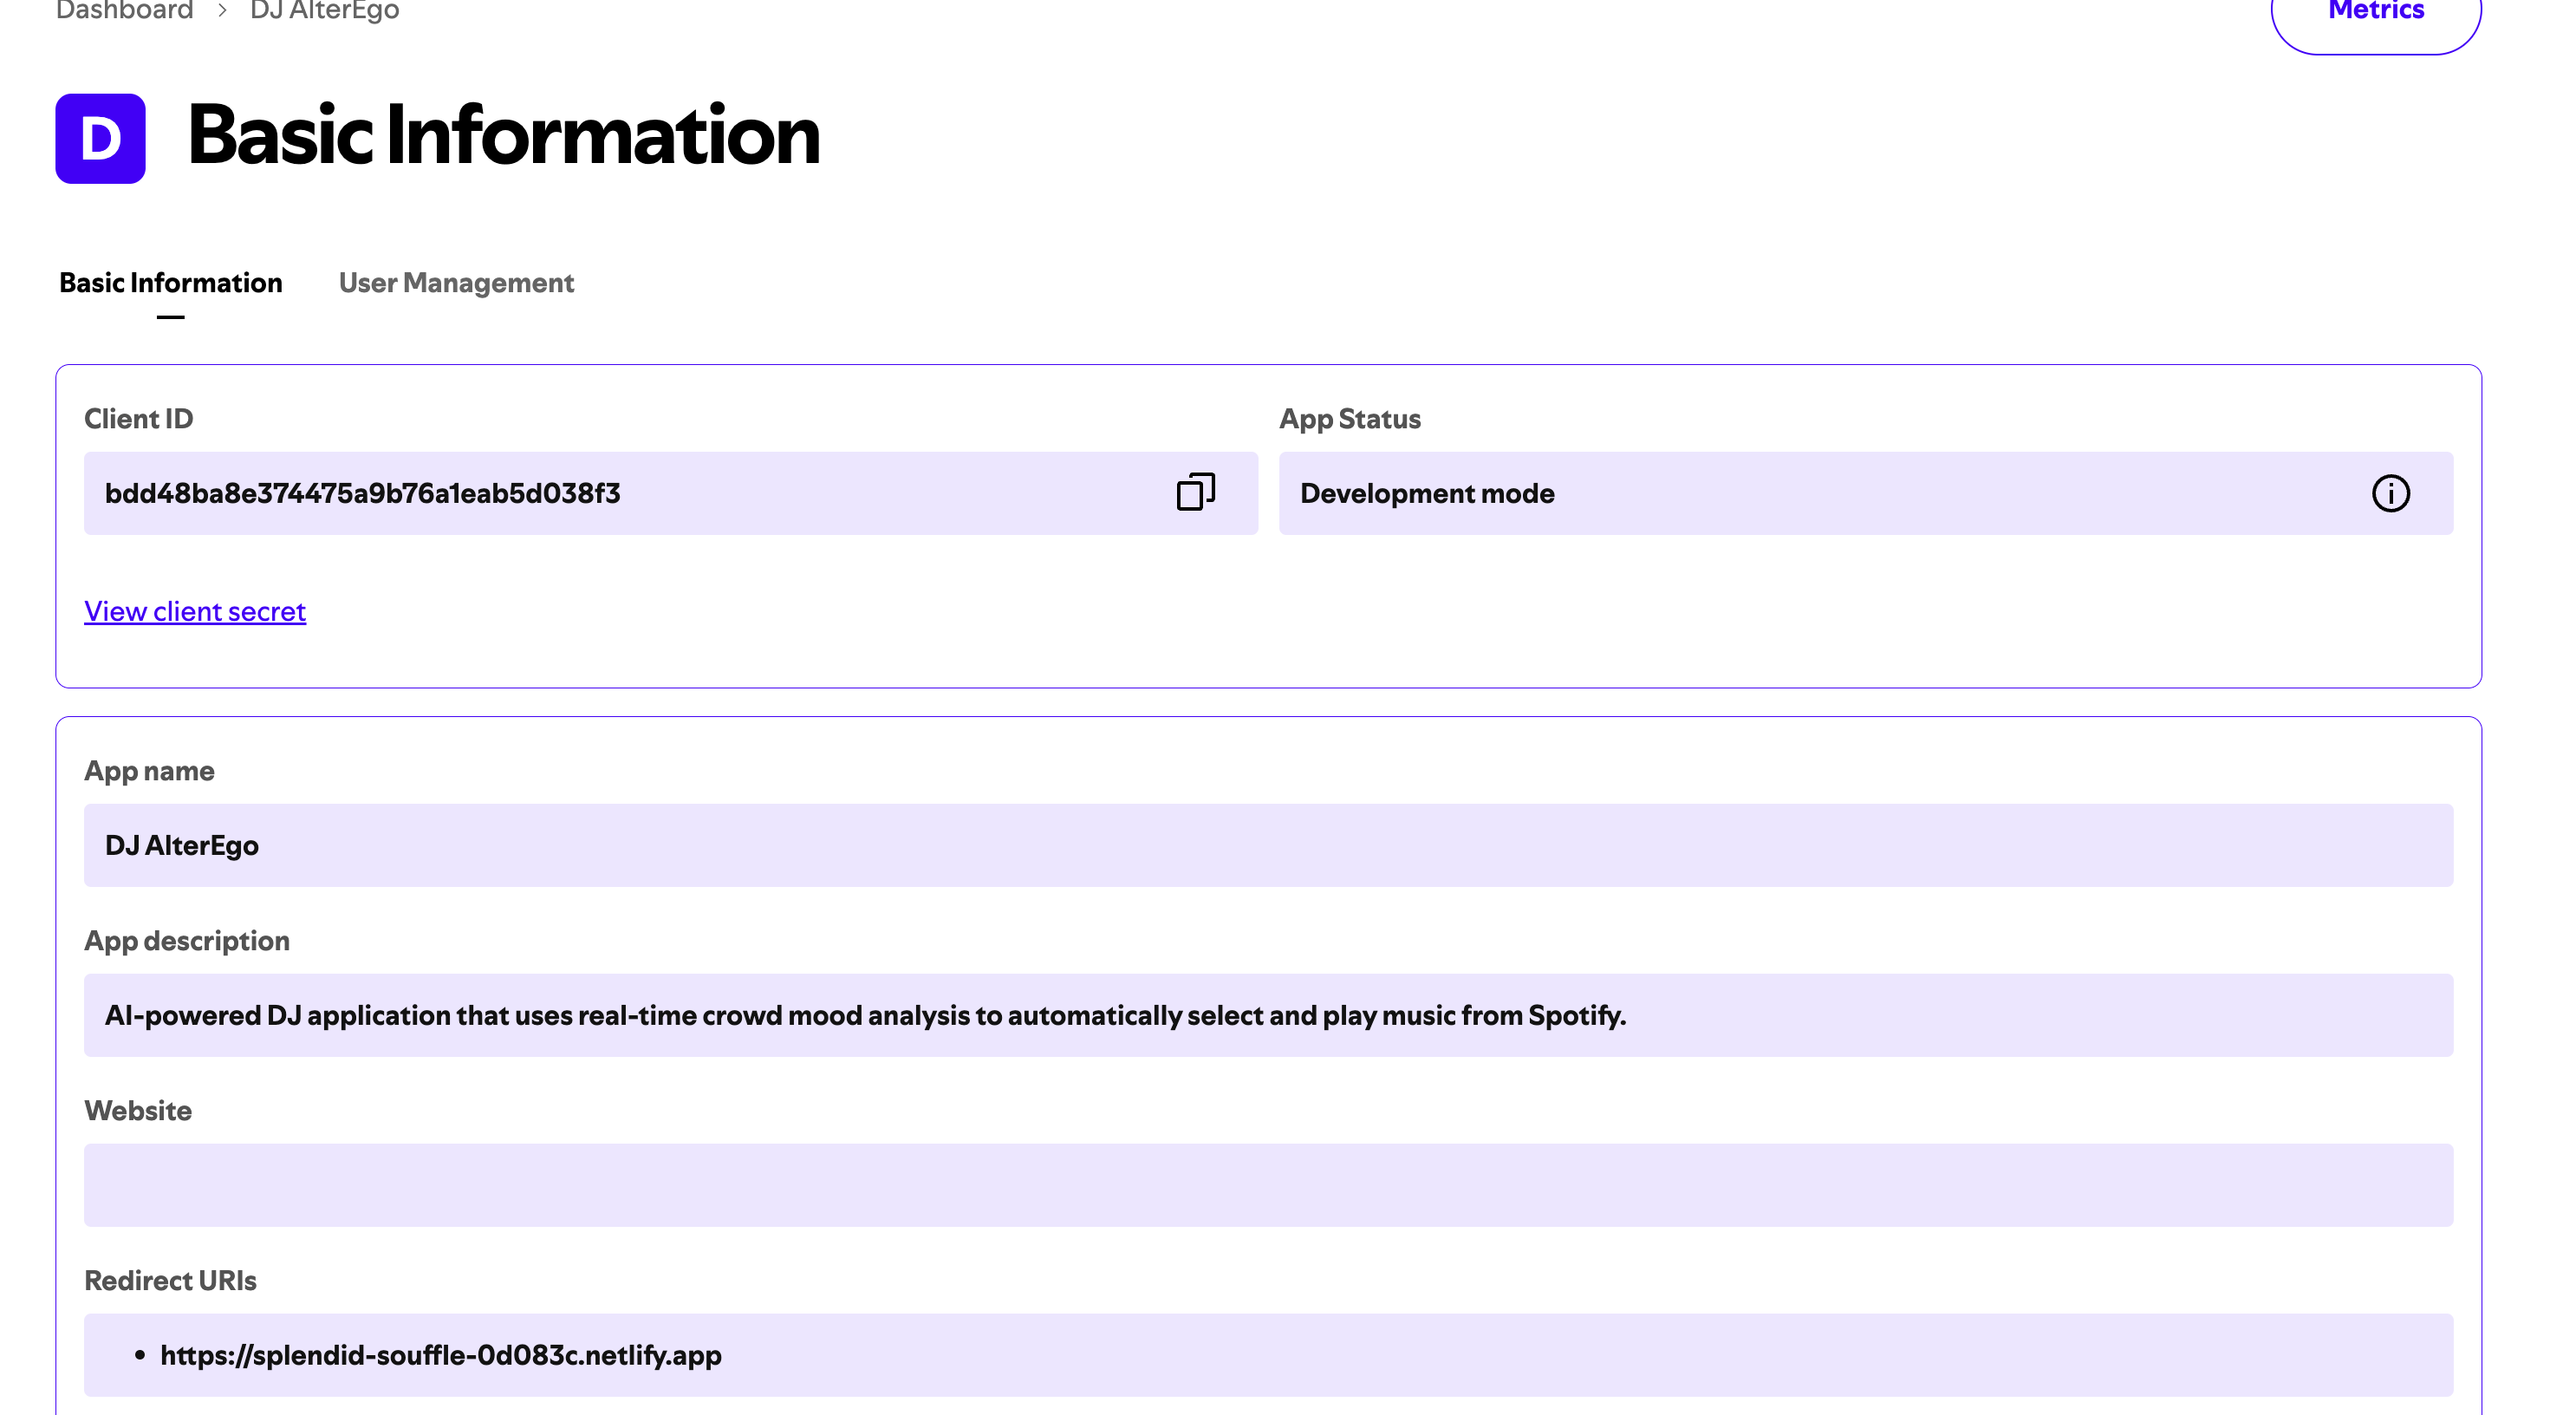 Dashboard > DJ AlterEgo
Metrics
D
Basic Information
Basic Information
User Management
Client ID
App Status
bdd48ba8e374475a9b76a1eab5d038f3
Development mode
View client secret
App name
DJ AlterEgo
App description
AI-powered DJ application that uses real-time crowd mood analysis to automatically select and play music from Spotify.
Website
Redirect URIs
• https://splendid-souffle-0d083c.netlify.app